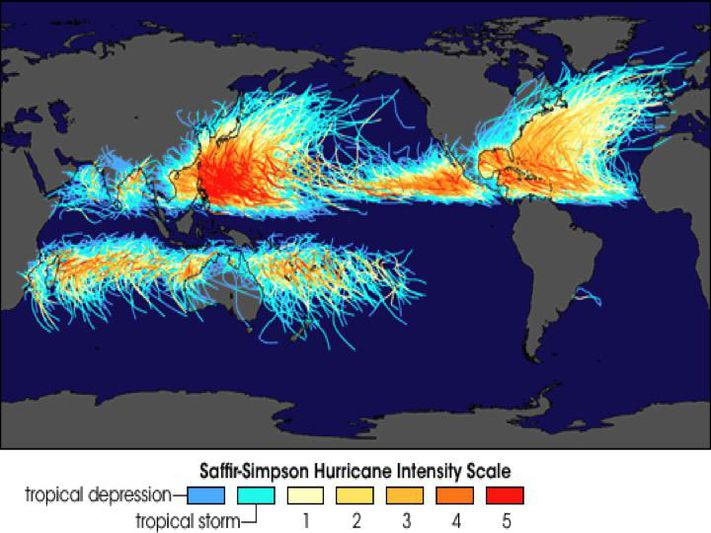 Saffir-Simpson Hurricane Intensity Scale
tropical depression
tropical storm 1 2 3 4 5